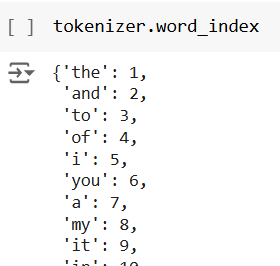 [ ] tokenizer.word_index
{'the': 1,
'and': 2,
'to': 3,
'of': 4,
'i': 5,
'you': 6,
'a': 7,
'my': 8,
'it': 9,